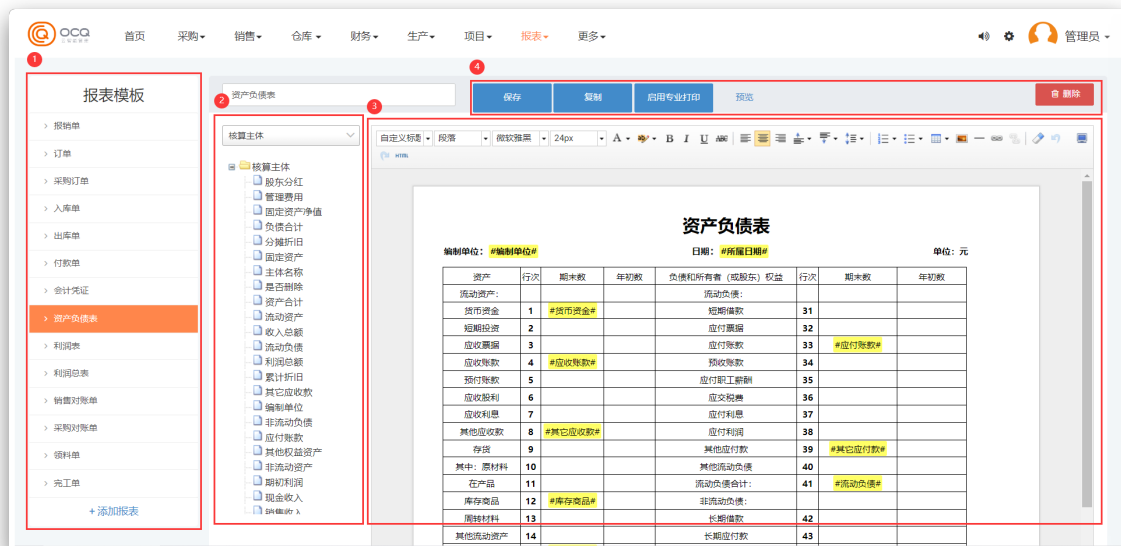 OCQ
首页 采购 销售 仓库 财务 生产 项目 报表 更多 管理员
1
报表模板
报销单
订单
采购订单
入库单
出库单
付款单
会计凭证
资产负债表
利润表
利润总表
销售对账单
采购对账单
领料单
完工单
+添加报表
资产负债表
2
核算主体
核算主体
股东分红
管理费用
固定资产净值
负债合计
分摊折旧
固定资产
主体名称
是否删除
资产合计
流动资产
收入总额
流动负债
利润总额
累计折旧
其它应收款
编制单位
非流动负债
应付账款
其他权益资产
非流动资产
期初利润
现金收入
销售收入
4
保存 复制 启用专业打印 预览 删除
3
自定义标题 段落 微软雅黑 24px A B I U ABC
HTML
资产负债表
编制单位： #编制单位# 日期： #所属日期# 单位：元
资产 行次 期末数 年初数 负债和所有者（或股东）权益 行次 期末数 年初数
流动资产： 流动负债：
货币资金 1 #货币资金# 短期借款 31
短期投资 2 应付票据 32
应收票据 3 应付账款 33 #应付账款#
应收账款 4 #应收账款# 预收账款 34
预付账款 5 应付职工薪酬 35
应收股利 6 应交税费 36
应收利息 7 应付利息 37
其他应收款 8 #其它应收款# 应付利润 38
存货 9 其他应付款 39 #其它应付款#
其中：原材料 10 其他流动负债 40
在产品 11 流动负债合计： 41 #流动负债#
库存商品 12 #库存商品# 非流动负债：
周转材料 13 长期借款 42
其他流动资产 14 长期应付款 43